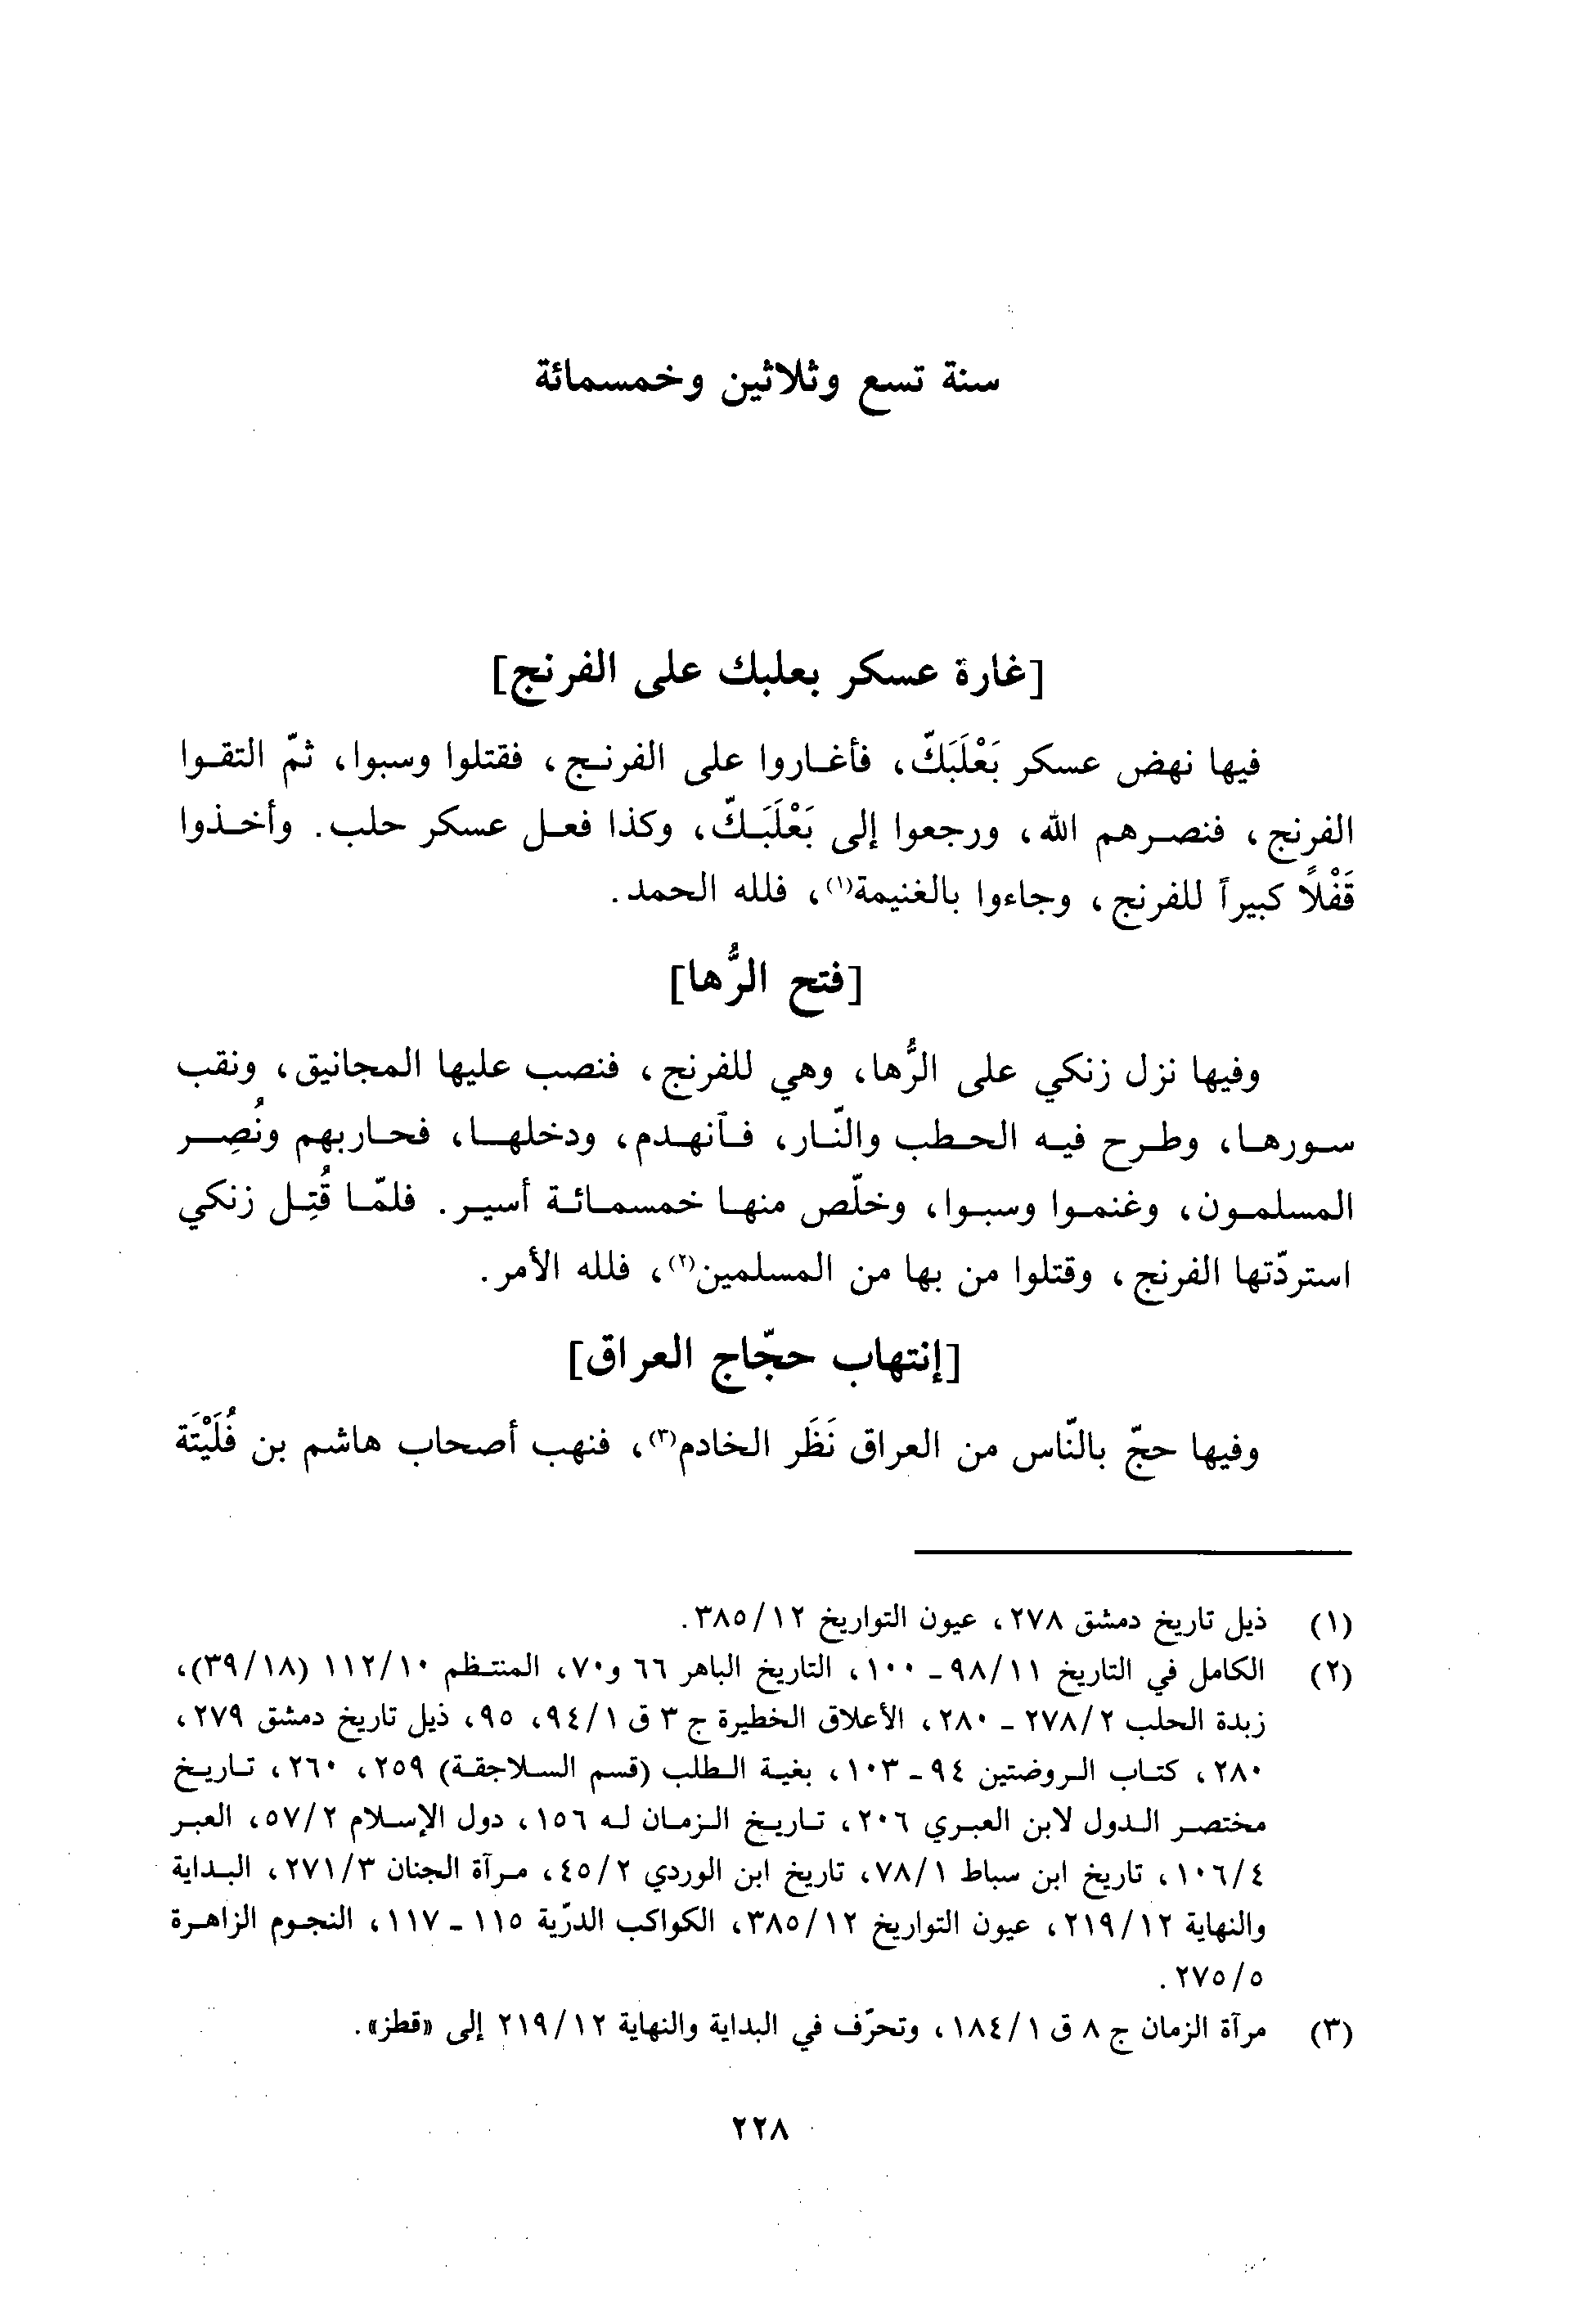 سنة تسع وثلاثين وخمسمائة
[غارة عسكر بعلبك على الفرنج]
فيها نهض عسكر بَعْلَبَكّ، فأغاروا على الفرنج، فقتلوا وسبوا، ثمّ التقوا
الفرنج، فنصرهم الله، ورجعوا إلى بَعْلَبَكّ، وكذا فعل عسكر حلب. وأخذوا
قَفْلاً كبيراً للفرنج، وجاءوا بالغنيمة(١)، فلله الحمد.
[فتح الرُّها]
وفيها نزل زنكي على الرُّها، وهي للفرنج، فنصب عليها المجانيق، ونقب
سورها، وطرح فيه الحطب والنّار، فٱنهدم، ودخلها، فحاربهم ونُصِر
المسلمون، وغنموا وسبوا، وخلّص منها خمسمائة أسير. فلمّا قُتِل زنكي
استردّتها الفرنج، وقتلوا من بها من المسلمين(٢)، فلله الأمر.
[إنتهاب حجّاج العراق]
وفيها حجّ بالنّاس من العراق نَظَر الخادم(٣)، فنهب أصحاب هاشم بن فُلَيْتَة
(١) ذيل تاريخ دمشق ٢٧٨، عيون التواريخ ٣٨٥/١٢.
(٢) الكامل في التاريخ ٩٨/١١ - ١٠٠، التاريخ الباهر ٦٦ و٧٠، المنتظم ١١٢/١٠ (٣٩/١٨)،
زبدة الحلب ٢٧٨/٢ - ٢٨٠، الأعلاق الخطيرة ج ٣ ق ٩٤/١، ٩٥، ذيل تاريخ دمشق ٢٧٩،
٢٨٠، كتاب الروضتين ٩٤ - ١٠٣، بغية الطلب (قسم السلاجقة) ٢٥٩، ٢٦٠، تاريخ
مختصر الدول لابن العبري ٢٠٦، تاريخ الزمان له ١٥٦، دول الإسلام ٥٧/٢، العبر
١٠٦/٤، تاريخ ابن سباط ٧٨/١، تاريخ ابن الوردي ٤٥/٢، مرآة الجنان ٢٧١/٣، البداية
والنهاية ٢١٩/١٢، عيون التواريخ ٣٨٥/١٢، الكواكب الدرّية ١١٥ - ١١٧، النجوم الزاهرة
٢٧٥/٥.
(٣) مرآة الزمان ج ٨ ق ١٨٤/١، وتحرّف في البداية والنهاية ٢١٩/١٢ إلى «قطز».
٢٢٨